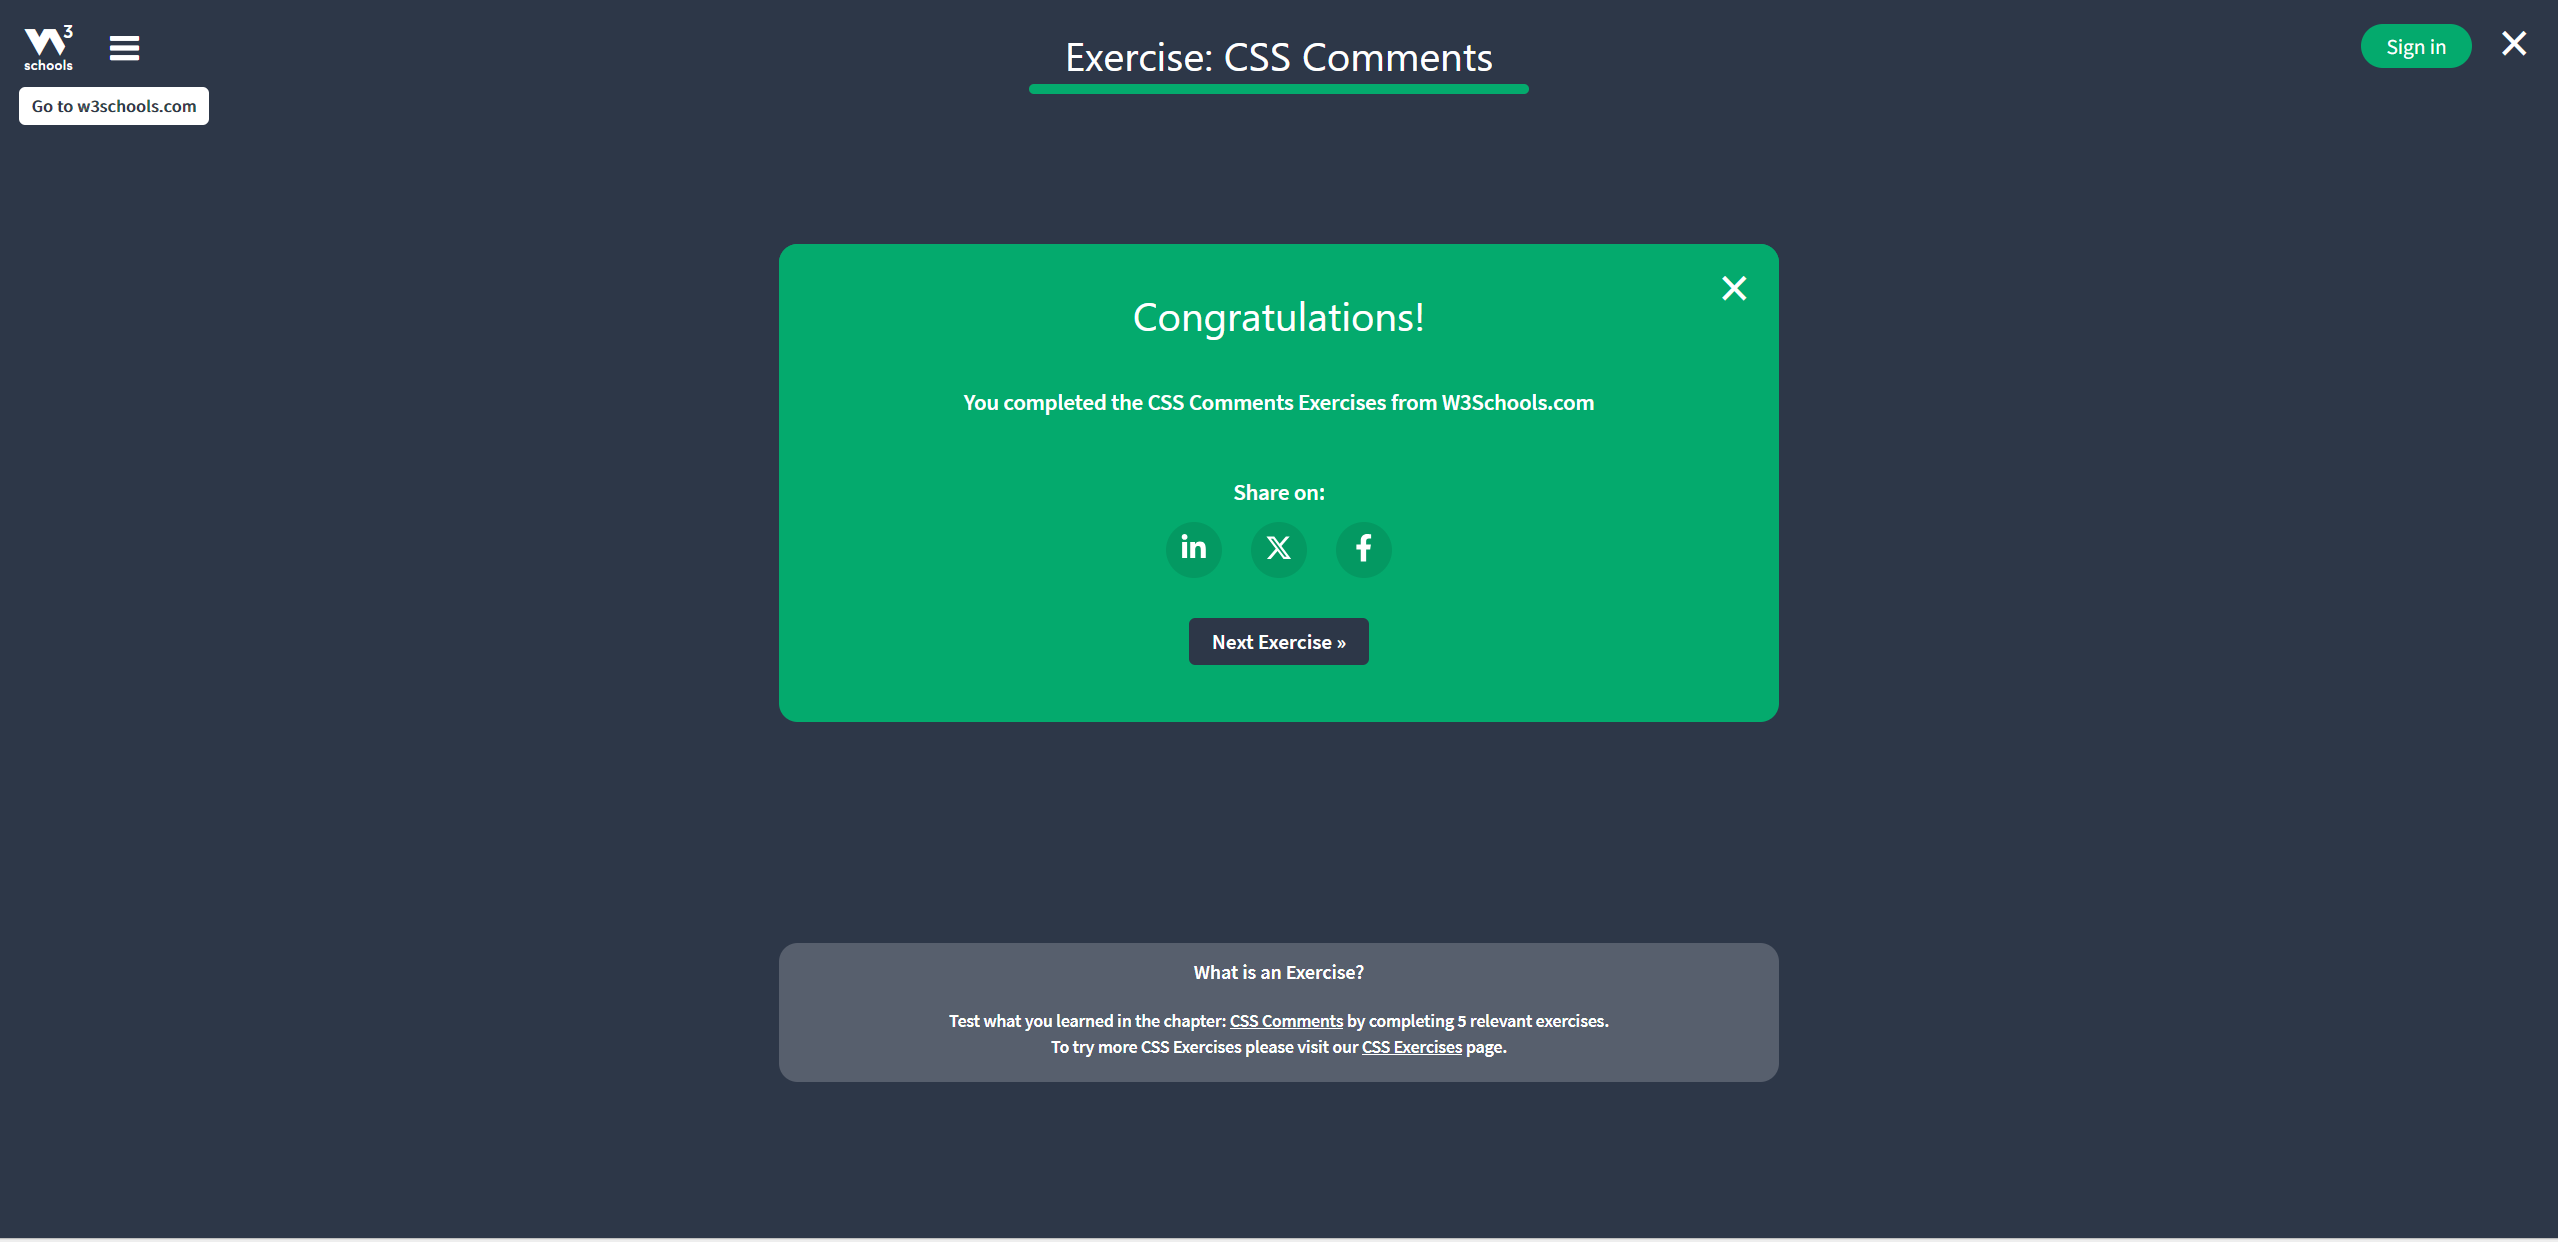 W3
schools
Go to w3schools.com
Exercise: CSS Comments
Sign in
Congratulations!
You completed the CSS Comments Exercises from W3Schools.com
Share on:
in X f
Next Exercise »
What is an Exercise?
Test what you learned in the chapter: CSS Comments by completing 5 relevant exercises.
To try more CSS Exercises please visit our CSS Exercises page.